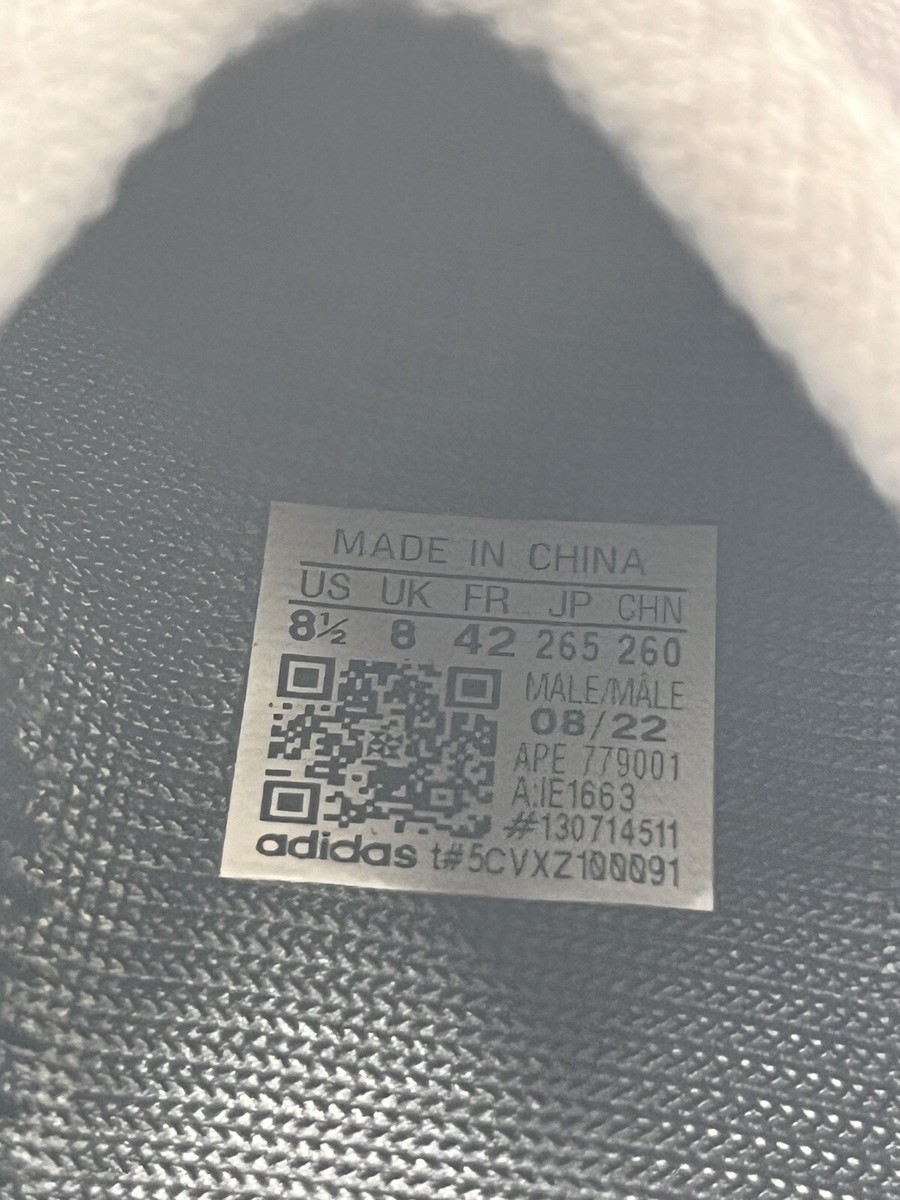 MADE IN CHINA
US UK FR JP CHN
8½ 8 42 265 260
MALE/MÂLE
08/22
APE 779001
A:IE1663
#130714511
adidas t#5CVXZ100091